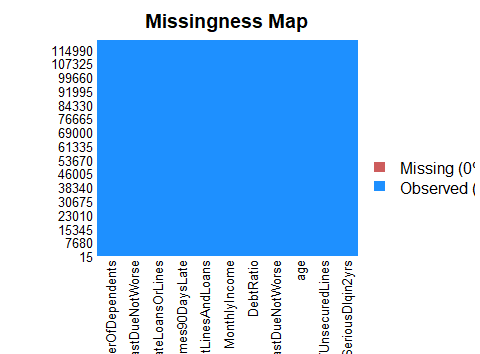 Missingness Map
114990
107325
99660
91995
84330
76665
69000
61335
53670
46005
38340
30675
23010
15345
7680
15
Missing (0%
Observed (
erOfDependents
astDueNotWorse
ateLoansOrLines
mes90DaysLate
tLinesAndLoans
MonthlyIncome
DebtRatio
astDueNotWorse
age
UnsecuredLines
SeriousDlqin2yrs